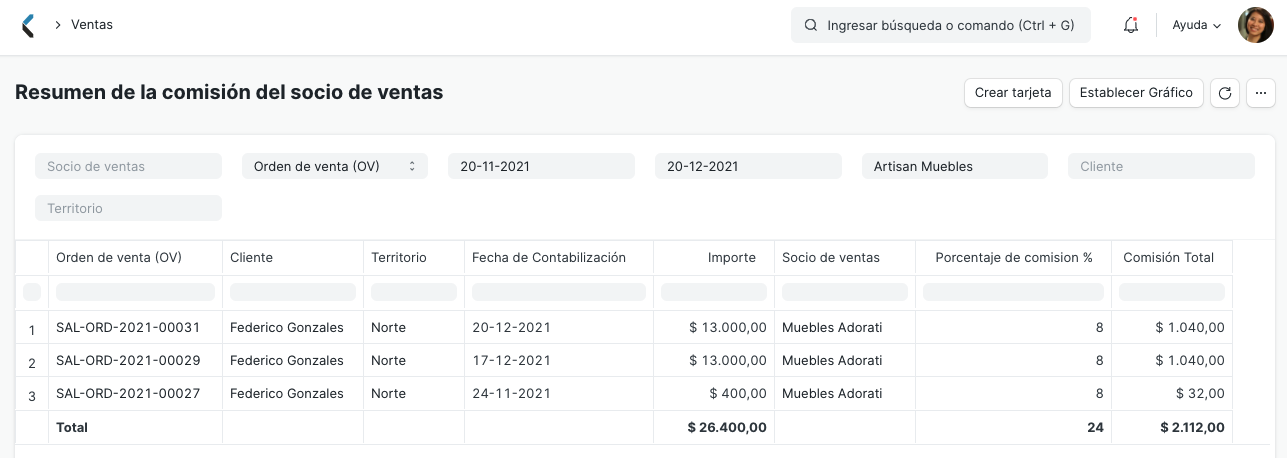 Ventas
Ingresar búsqueda o comando (Ctrl + G)
Ayuda
Resumen de la comisión del socio de ventas
Crear tarjeta
Establecer Gráfico
Socio de ventas
Orden de venta (OV)
20-11-2021
20-12-2021
Artisan Muebles
Cliente
Territorio
Orden de venta (OV) Cliente Territorio Fecha de Contabilización Importe Socio de ventas Porcentaje de comision % Comisión Total
1 SAL-ORD-2021-00031 Federico Gonzales Norte 20-12-2021 $ 13.000,00 Muebles Adorati 8 $ 1.040,00
2 SAL-ORD-2021-00029 Federico Gonzales Norte 17-12-2021 $ 13.000,00 Muebles Adorati 8 $ 1.040,00
3 SAL-ORD-2021-00027 Federico Gonzales Norte 24-11-2021 $ 400,00 Muebles Adorati 8 $ 32,00
Total $ 26.400,00 24 $ 2.112,00